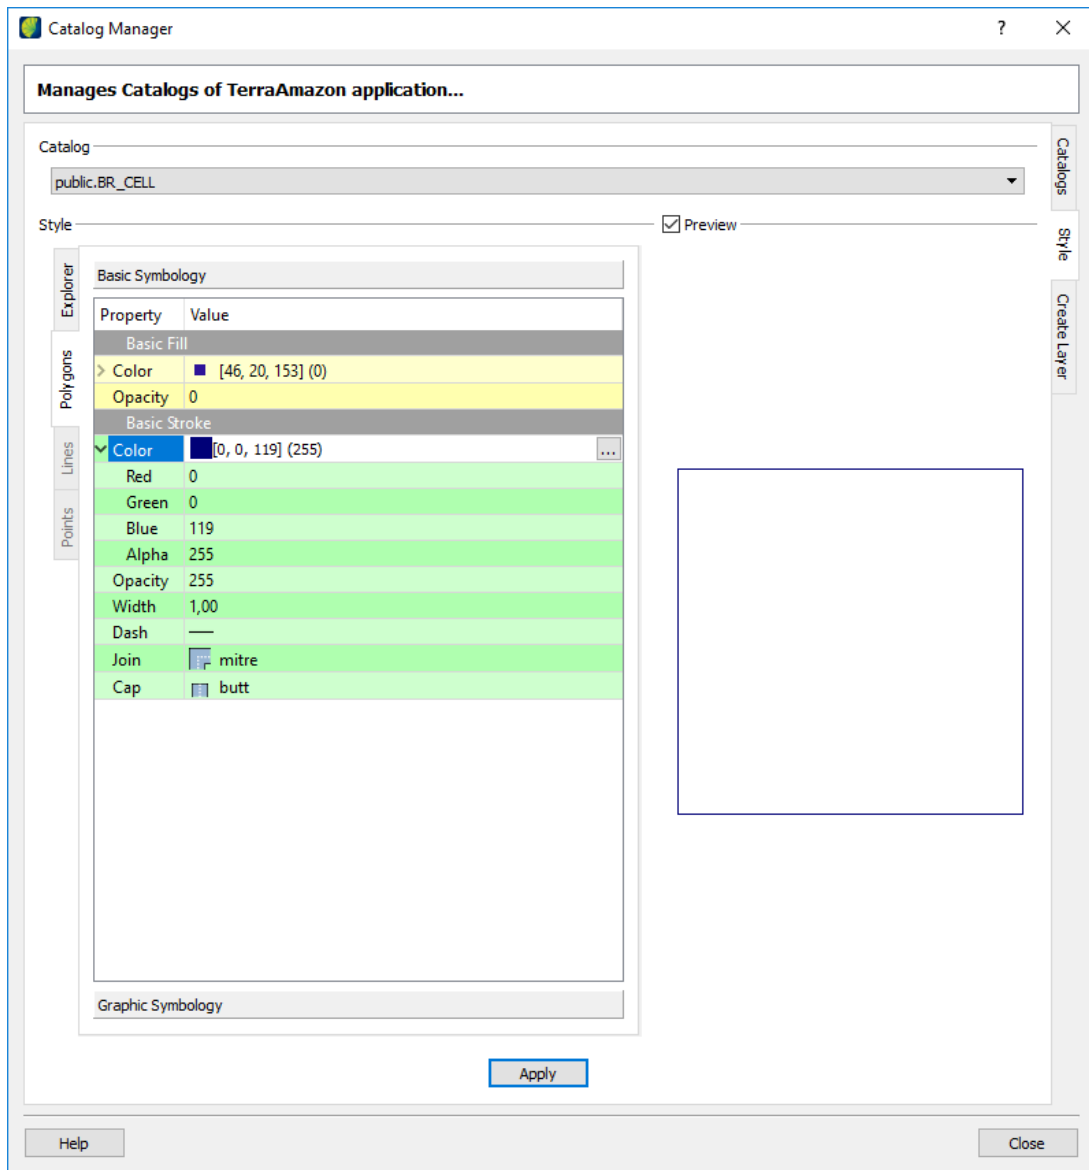 Catalog Manager ? ×
Manages Catalogs of TerraAmazon application...
Catalog
public.BR_CELL
Style
Preview
Catalogs
Style
Create Layer
Explorer
Polygons
Lines
Points
Basic Symbology
Property Value
Basic Fill
Color [46, 20, 153] (0)
Opacity 0
Basic Stroke
Color [0, 0, 119] (255) ...
Red 0
Green 0
Blue 119
Alpha 255
Opacity 255
Width 1,00
Dash
Join mitre
Cap butt
Graphic Symbology
Apply
Help Close